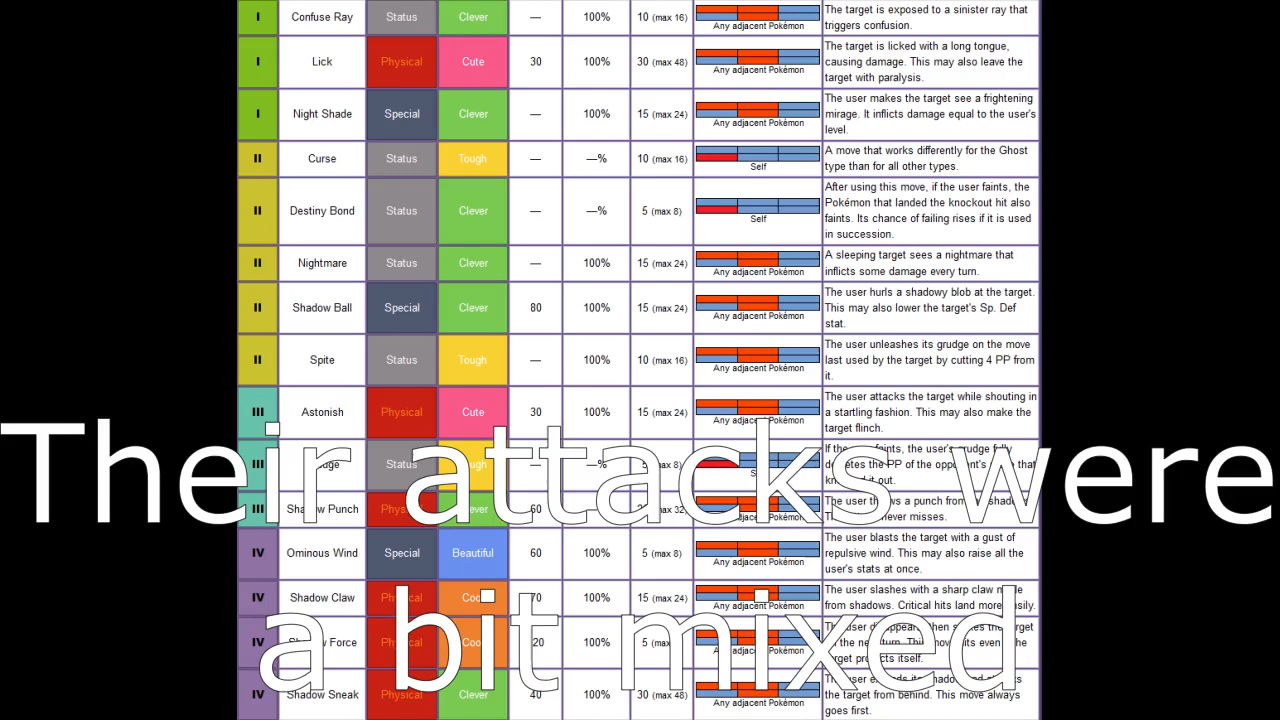 I Confuse Ray Status Clever — 100% 10 (max 16) Any adjacent Pokémon The target is exposed to a sinister ray that
triggers confusion.
I Lick Physical Cute 30 100% 30 (max 48) Any adjacent Pokémon The target is licked with a long tongue,
causing damage. This may also leave the
target with paralysis.
I Night Shade Special Clever — 100% 15 (max 24) Any adjacent Pokémon The user makes the target see a frightening
mirage. It inflicts damage equal to the user's
level.
II Curse Status Tough — —% 10 (max 16) Self A move that works differently for the Ghost
type than for all other types.
II Destiny Bond Status Clever — —% 5 (max 8) Self After using this move, if the user faints, the
Pokémon that landed the knockout hit also
faints. Its chance of failing rises if it is used
in succession.
II Nightmare Status Clever — 100% 15 (max 24) Any adjacent Pokémon A sleeping target sees a nightmare that
inflicts some damage every turn.
II Shadow Ball Special Clever 80 100% 15 (max 24) Any adjacent Pokémon The user hurls a shadowy blob at the target.
This may also lower the target's Sp. Def
stat.
II Spite Status Tough — 100% 10 (max 16) Any adjacent Pokémon The user unleashes its grudge on the move
last used by the target by cutting 4 PP from
it.
III Astonish Physical Cute 30 100% 15 (max 24) Any adjacent Pokémon The user attacks the target while shouting in
a startling fashion. This may also make the
target flinch.
Their attacks were
III Status
III Shadow Punch
IV Ominous Wind Special Beautiful 60 100% 5 (max 8) Any adjacent Pokémon The user blasts the target with a gust of
repulsive wind. This may also raise all the
user's stats at once.
IV Shadow Claw 100% 15 (max 24) Any adjacent Pokémon The user slashes with a sharp claw
from shadows. Critical hits land more
a bit mixed
IV Force 100%
IV Shadow Sneak Physical Clever 40 100% 30 (max 48) Any adjacent Pokémon
the target from behind. This move always
goes first.